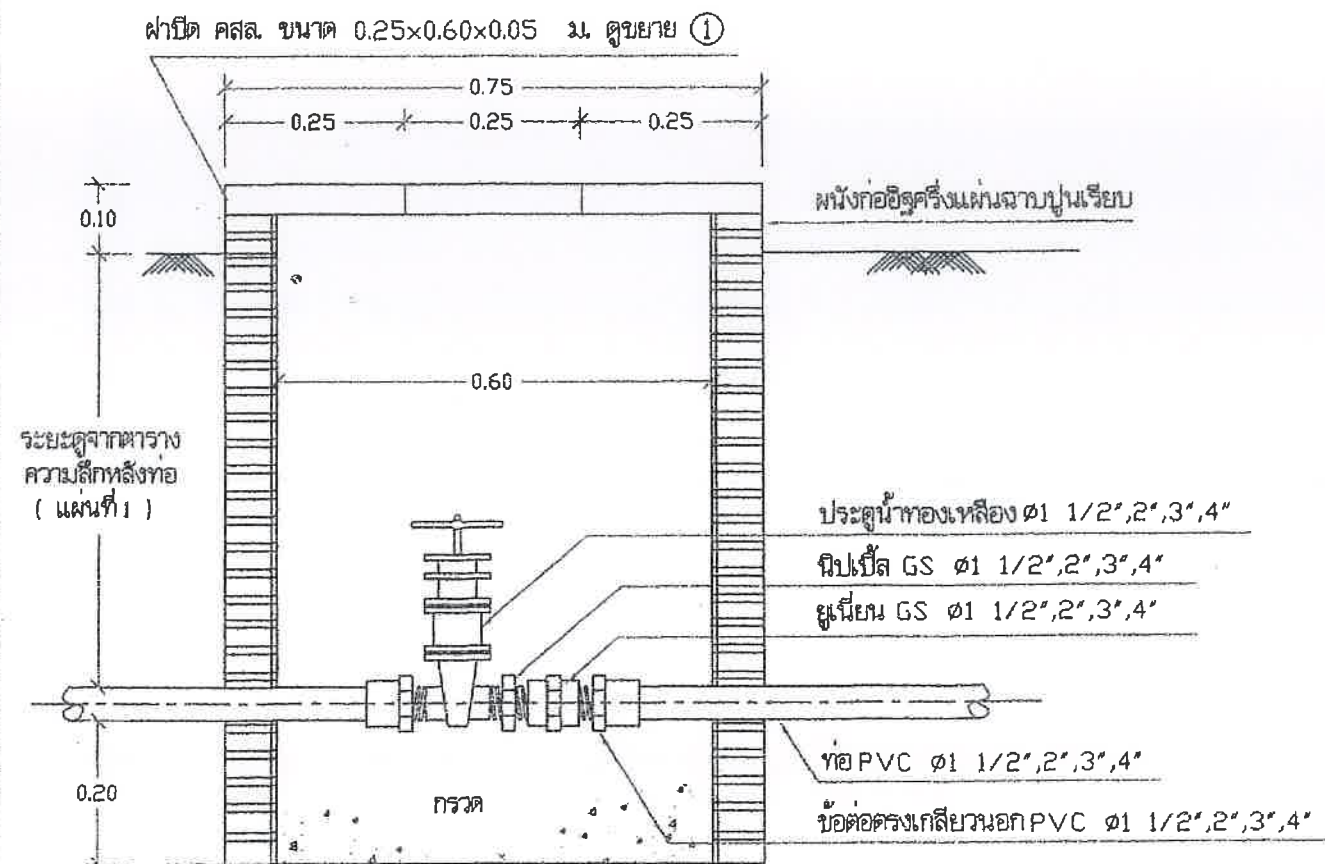 ฝาปิด คสล. ขนาด 0.25×0.60×0.05 ม. ดูขยาย ①
0.75
0.25 0.25 0.25
0.10
ผนังก่ออิฐครึ่งแผ่นฉาบปูนเรียบ
0.60
ระยะดูจากตาราง
ความลึกหลังท่อ
( แผ่นที่1 )
ประตูน้ำทองเหลือง ø1 1/2",2",3",4"
นิปเปิ้ล GS ø1 1/2",2",3",4"
ยูเนี่ยน GS ø1 1/2",2",3",4"
ท่อ PVC ø1 1/2",2",3",4"
0.20
กรวด
ข้อต่อตรงเกลียวนอก PVC ø1 1/2",2",3",4"